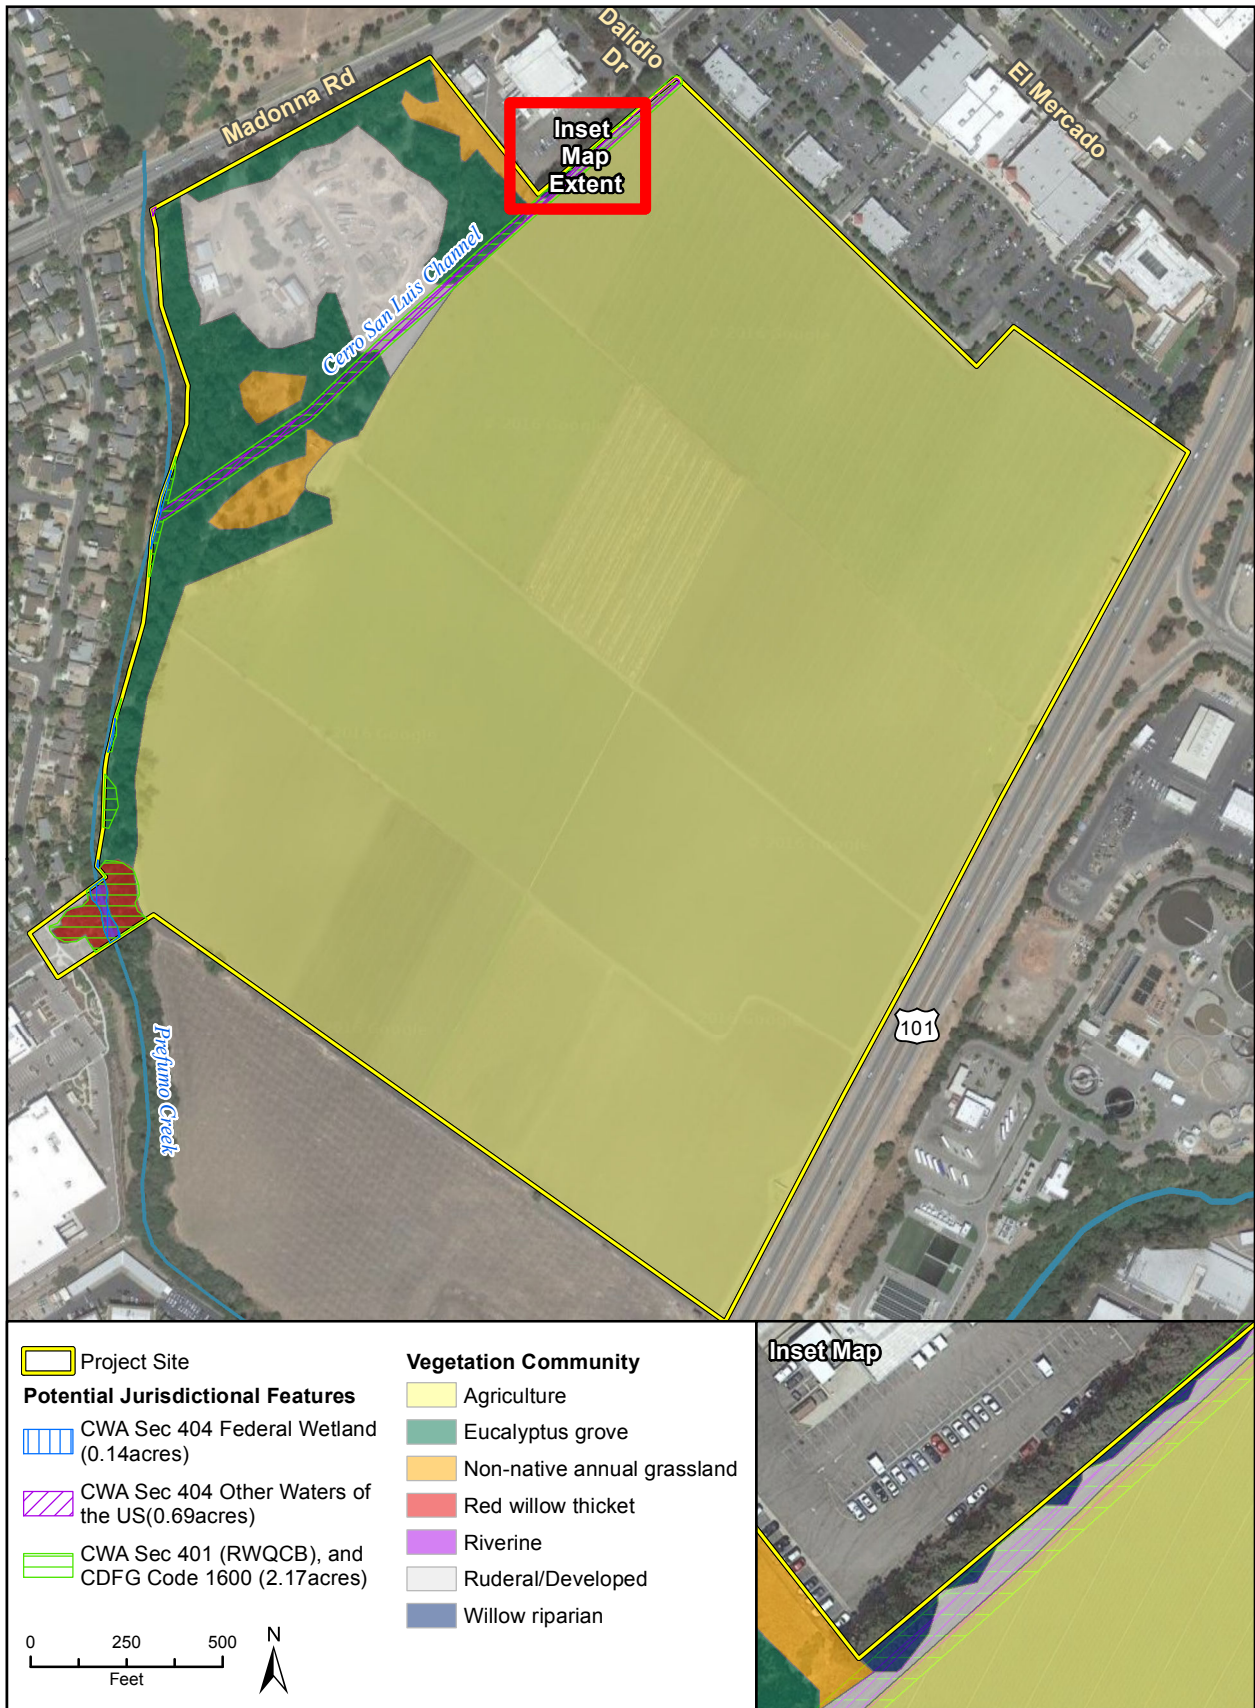 Dalidio
Dr
El Mercado
Madonna Rd
Inset
Map
Extent
Cerro San Luis Channel
101
Prefumo Creek
Project Site
Potential Jurisdictional Features
CWA Sec 404 Federal Wetland
(0.14acres)
CWA Sec 404 Other Waters of
the US(0.69acres)
CWA Sec 401 (RWQCB), and
CDFG Code 1600 (2.17acres)
0 250 500
Feet
N
Vegetation Community
Agriculture
Eucalyptus grove
Non-native annual grassland
Red willow thicket
Riverine
Ruderal/Developed
Willow riparian
Inset Map